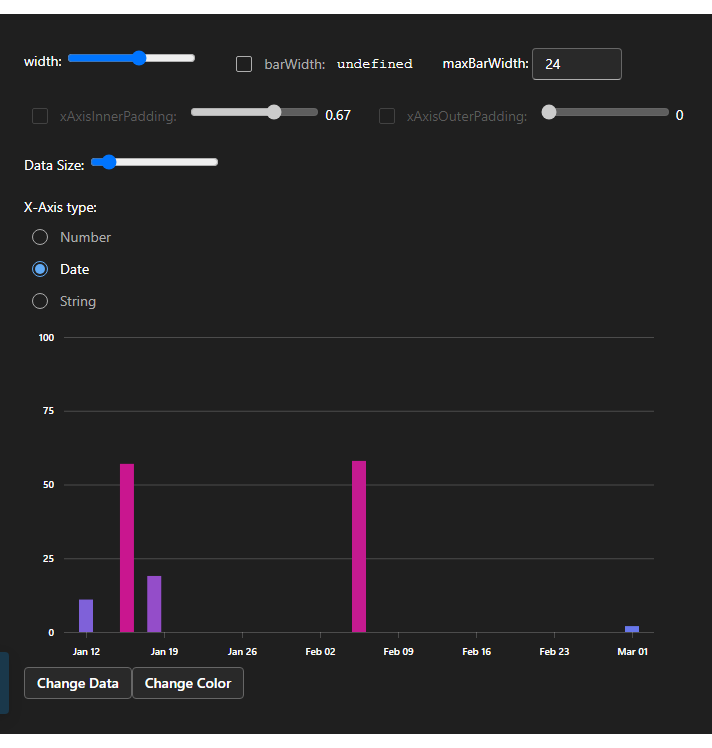 width: barWidth: undefined maxBarWidth: 24
xAxisInnerPadding: 0.67 xAxisOuterPadding: 0
Data Size:
X-Axis type:
Number
Date
String
100
75
50
25
0
Jan 12 Jan 19 Jan 26 Feb 02 Feb 09 Feb 16 Feb 23 Mar 01
Change Data Change Color